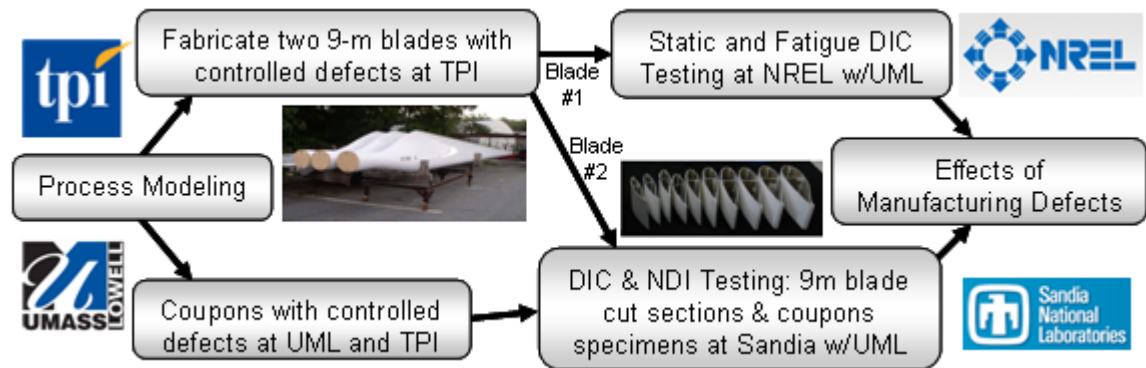 tpi
Fabricate two 9-m blades with
controlled defects at TPI
Blade
#1
Static and Fatigue DIC
Testing at NREL w/UML
NREL
Process Modeling
Blade
#2
Effects of
Manufacturing Defects
UMASS
LOWELL
Coupons with controlled
defects at UML and TPI
DIC & NDI Testing: 9m blade
cut sections & coupons
specimens at Sandia w/UML
Sandia
National
Laboratories